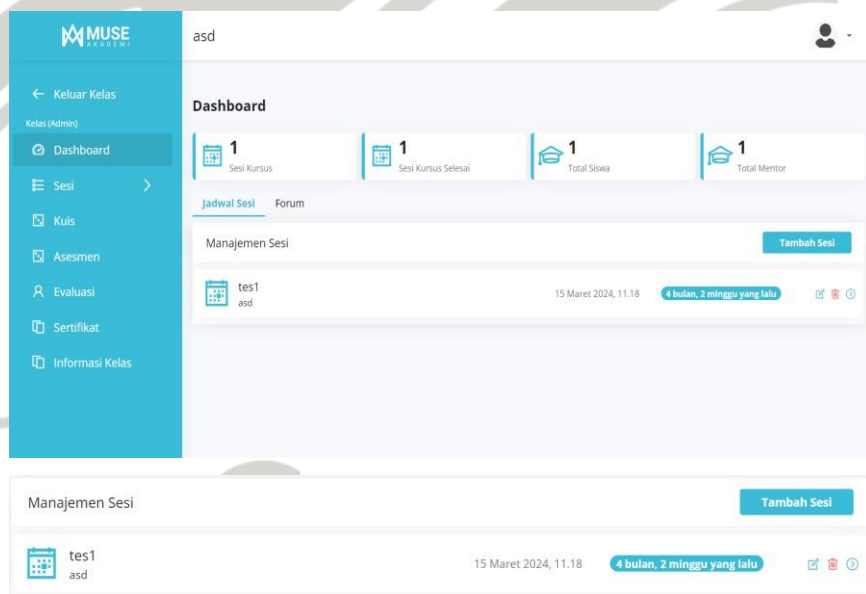 MUSE
AKADEMI
asd
Keluar Kelas
Kelas (Admin)
Dashboard
Sesi
Kuis
Asesmen
Evaluasi
Sertifikat
Informasi Kelas
Dashboard
1
Sesi Kursus
1
Sesi Kursus Selesai
1
Total Siswa
1
Total Mentor
Jadwal Sesi Forum
Manajemen Sesi Tambah Sesi
tes1
asd
15 Maret 2024, 11.18 4 bulan, 2 minggu yang lalu
Manajemen Sesi Tambah Sesi
tes1
asd
15 Maret 2024, 11.18 4 bulan, 2 minggu yang lalu